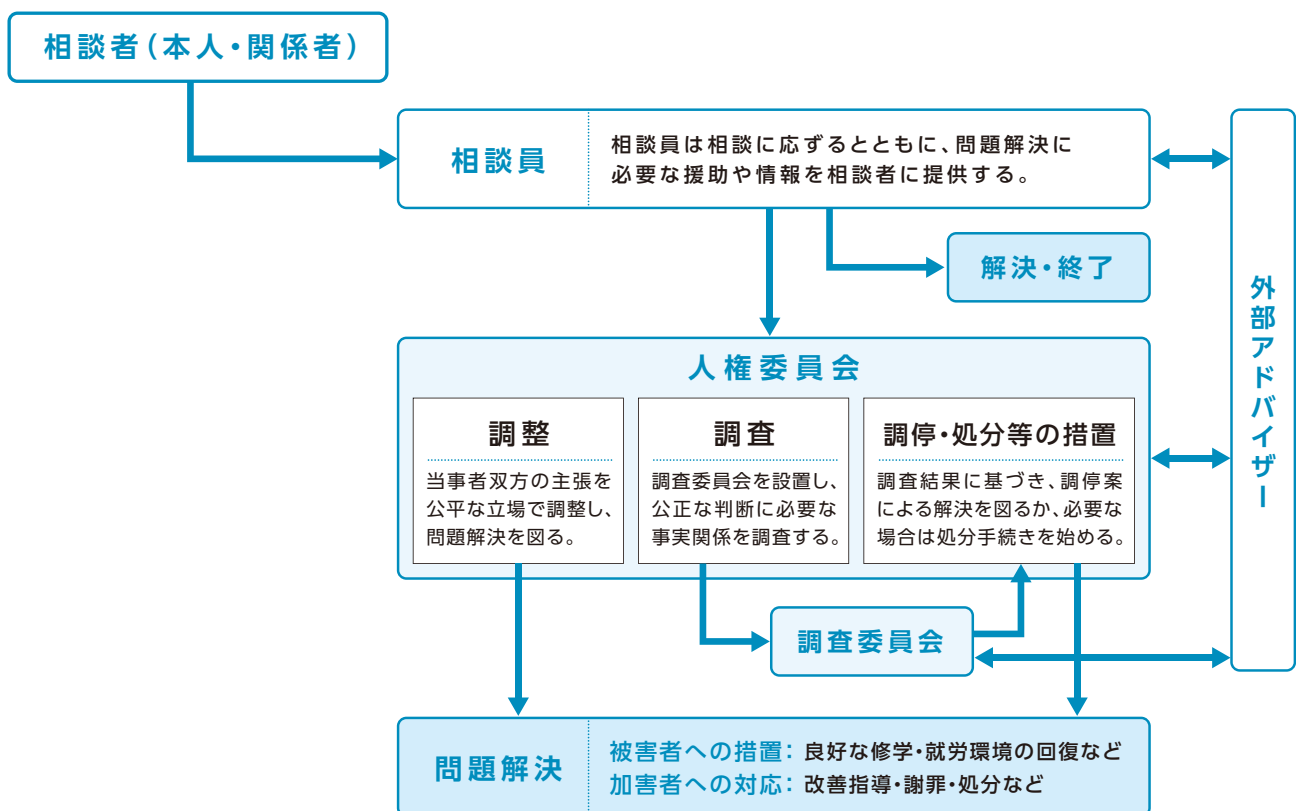 相談者（本人・関係者）
相談員
相談員は相談に応ずるとともに、問題解決に
必要な援助や情報を相談者に提供する。
解決・終了
外部アドバイザー
人権委員会
調整
当事者双方の主張を
公平な立場で調整し、
問題解決を図る。
調査
調査委員会を設置し、
公正な判断に必要な
事実関係を調査する。
調停・処分等の措置
調査結果に基づき、調停案
による解決を図るか、必要な
場合は処分手続きを始める。
調査委員会
問題解決
被害者への措置：良好な修学・就労環境の回復など
加害者への対応：改善指導・謝罪・処分など